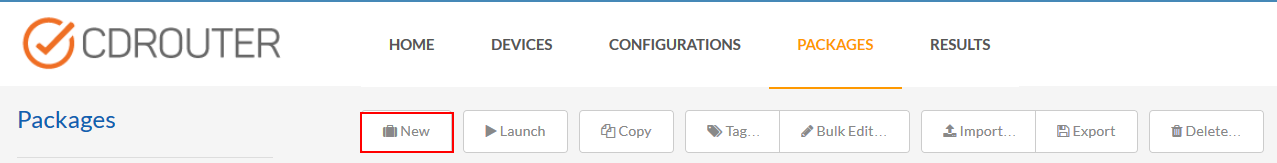 CDROUTER HOME DEVICES CONFIGURATIONS PACKAGES RESULTS
Packages New Launch Copy Tag... Bulk Edit... Import... Export Delete...